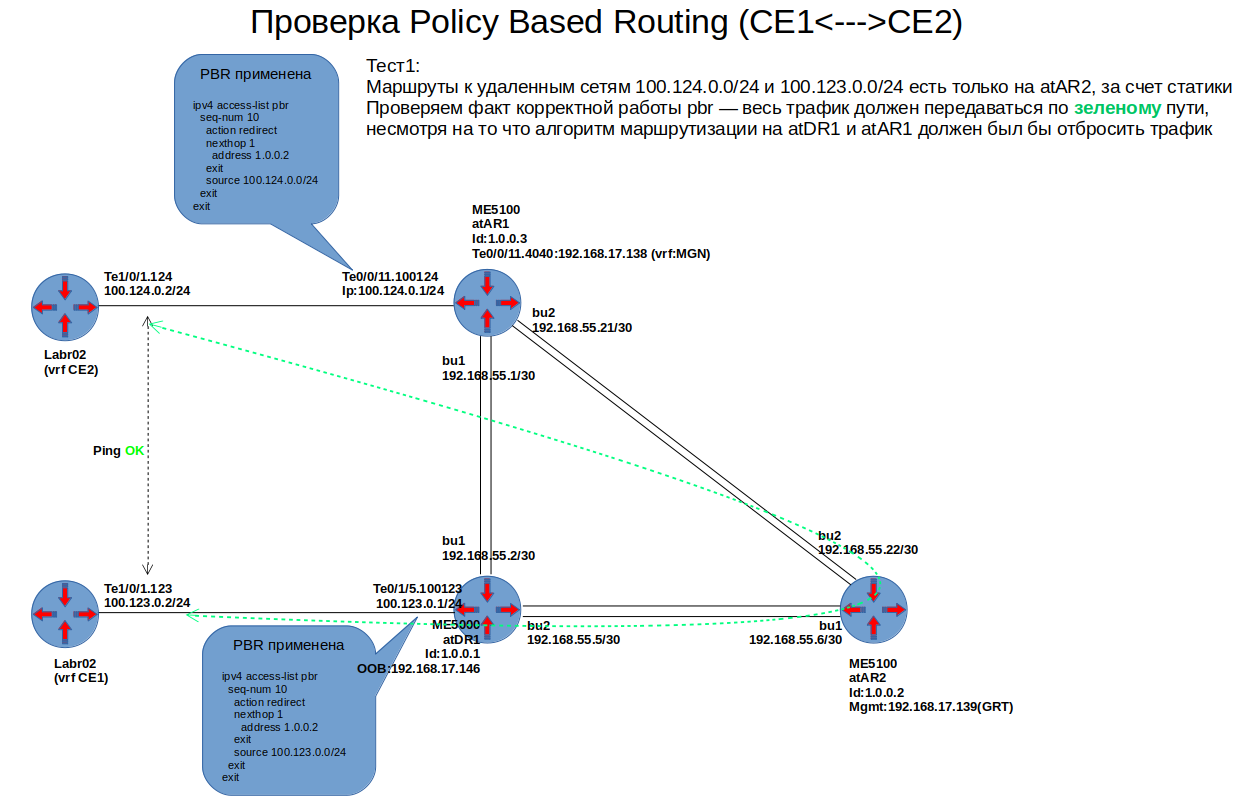 Проверка Policy Based Routing (CE1<--->CE2)
Тест1:
Маршруты к удаленным сетям 100.124.0.0/24 и 100.123.0.0/24 есть только на atAR2, за счет статики
Проверяем факт корректной работы pbr — весь трафик должен передаваться по зеленому пути,
несмотря на то что алгоритм маршрутизации на atDR1 и atAR1 должен был бы отбросить трафик
PBR применена
ipv4 access-list pbr
seq-num 10
action redirect
nexthop 1
address 1.0.0.2
exit
source 100.124.0.0/24
exit
exit
ME5100
atAR1
Id:1.0.0.3
Te0/0/11.4040:192.168.17.138 (vrf:MGN)
Te1/0/1.124
100.124.0.2/24
Te0/0/11.100124
Ip:100.124.0.1/24
bu2
192.168.55.21/30
Labr02
(vrf CE2)
bu1
192.168.55.1/30
Ping OK
bu1
192.168.55.2/30
bu2
192.168.55.22/30
Te1/0/1.123
100.123.0.2/24
Te0/1/5.100123
100.123.0.1/24
ME5000
atDR1
Id:1.0.0.1
OOB:192.168.17.146
bu2
192.168.55.5/30
bu1
192.168.55.6/30
Labr02
(vrf CE1)
ME5100
atAR2
Id:1.0.0.2
Mgmt:192.168.17.139(GRT)
PBR применена
ipv4 access-list pbr
seq-num 10
action redirect
nexthop 1
address 1.0.0.2
exit
source 100.123.0.0/24
exit
exit